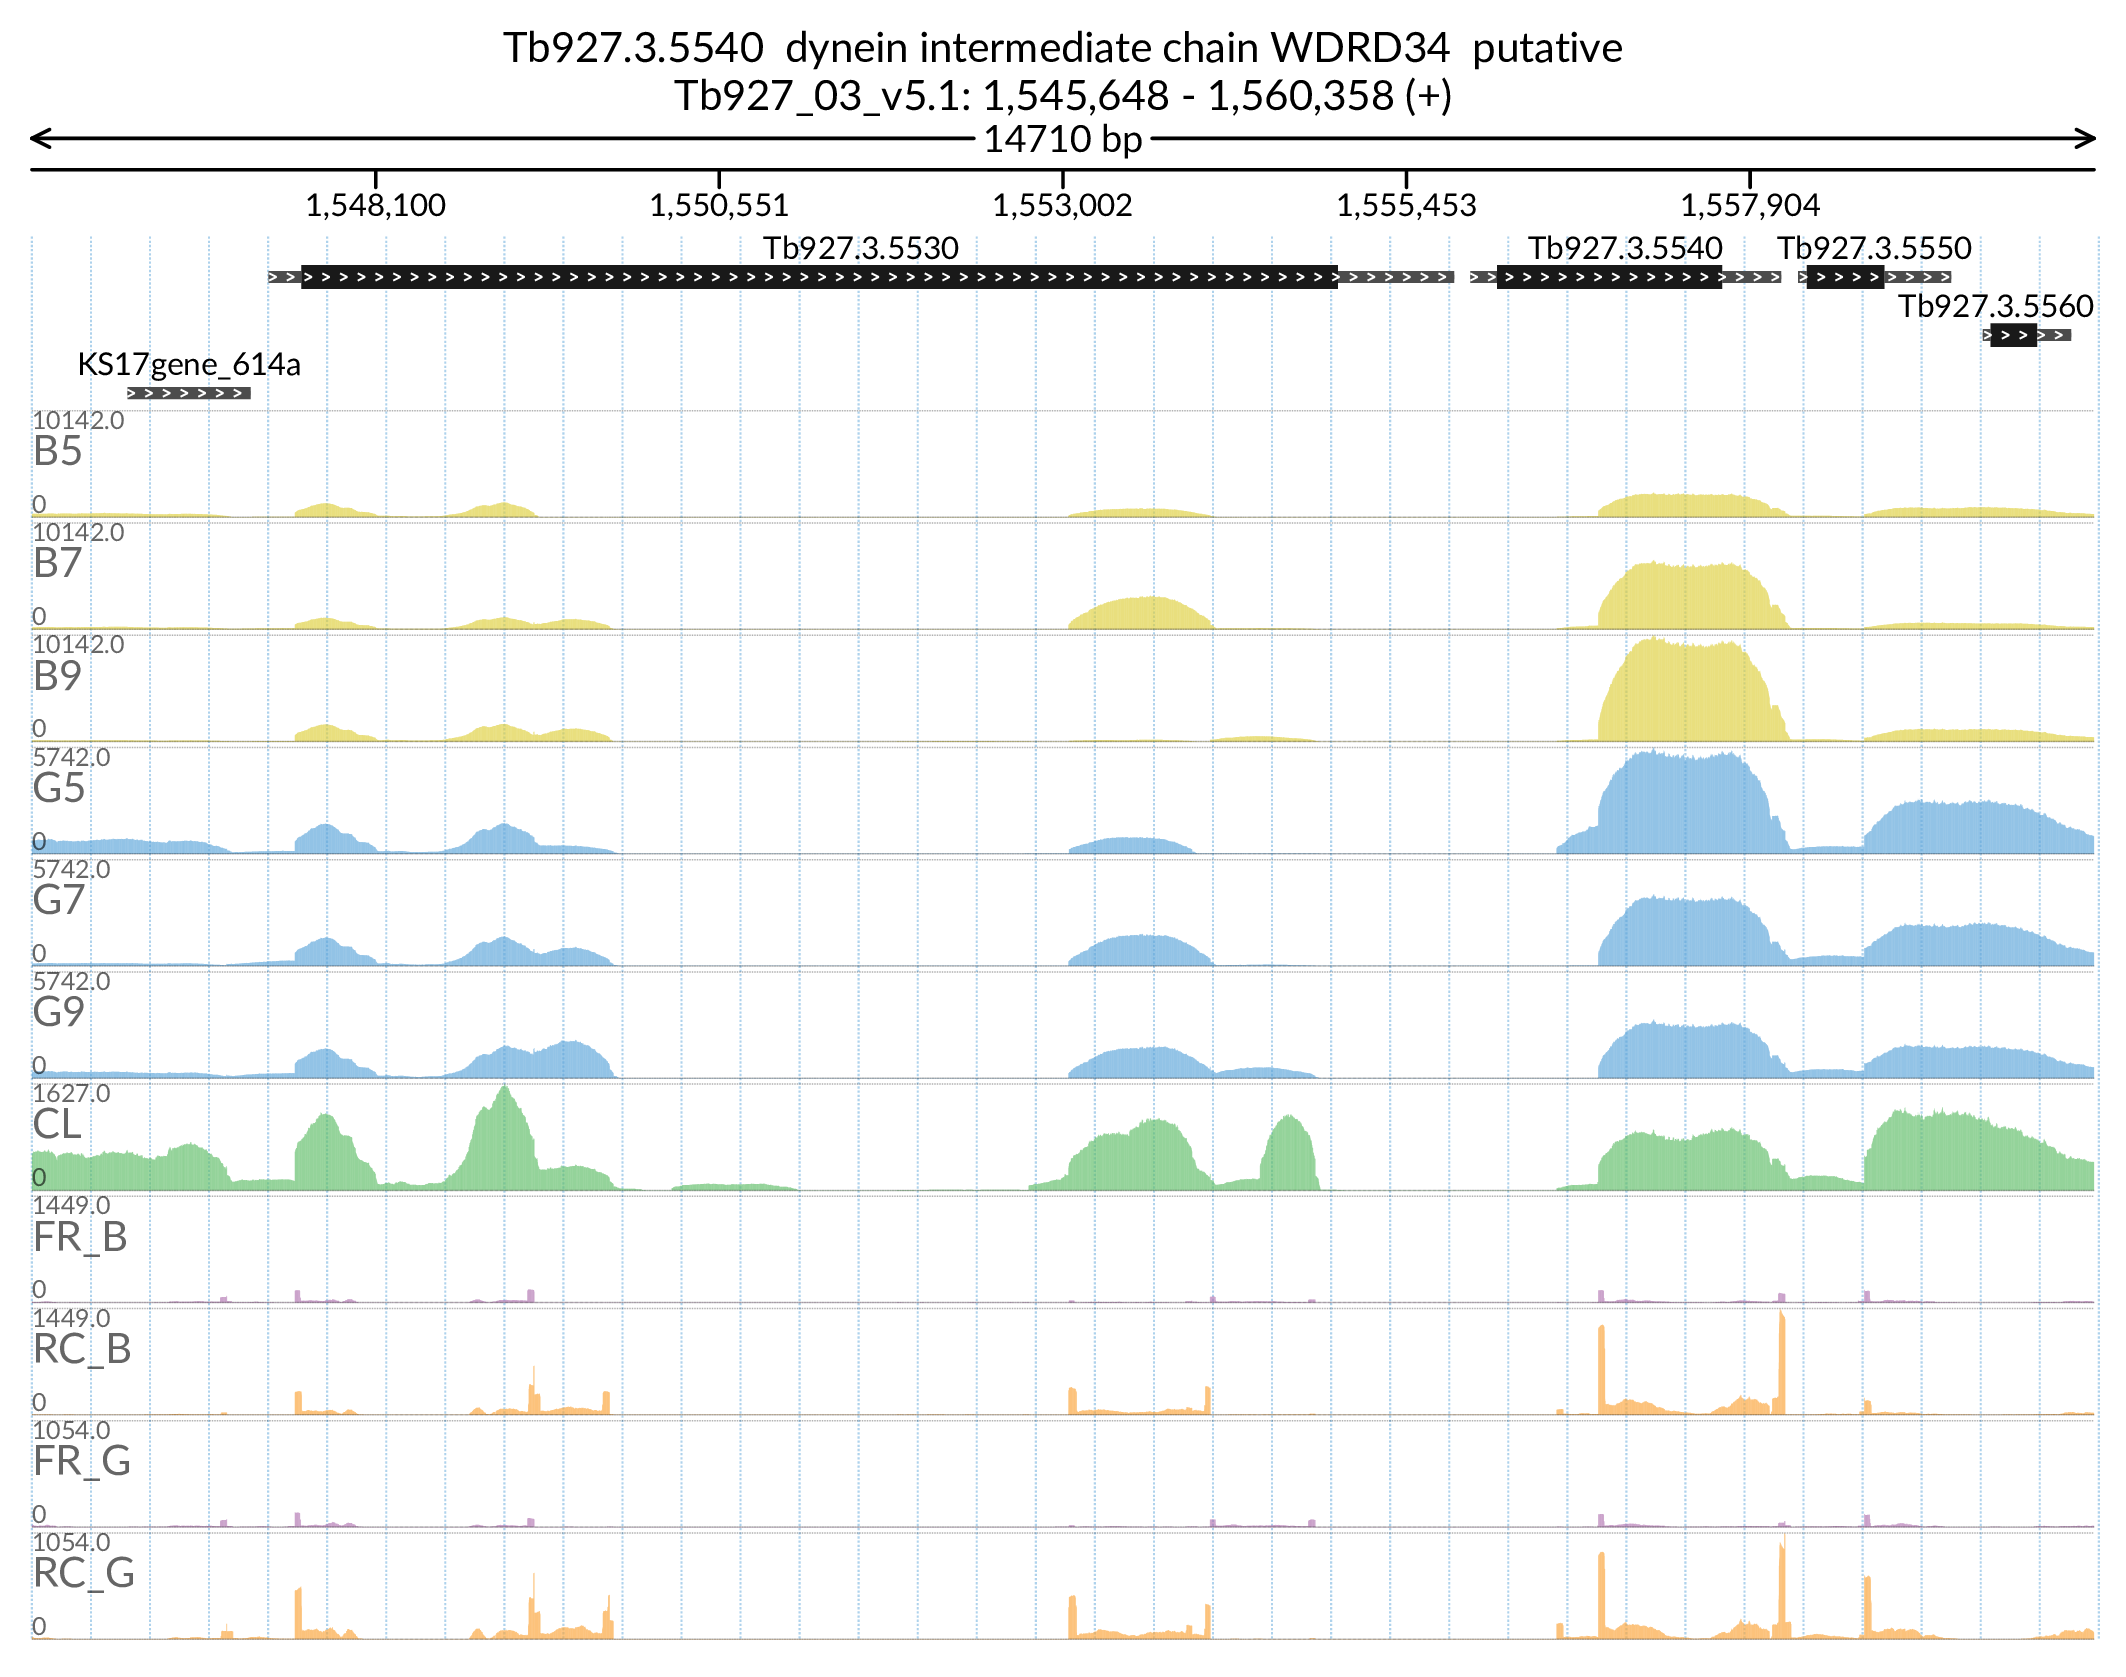 Tb927.3.5540  dynein intermediate chain WDRD34  putative
Tb927_03_v5.1: 1,545,648 - 1,560,358 (+)
14710 bp
1,548,100 1,550,551 1,553,002 1,555,453 1,557,904
Tb927.3.5530 Tb927.3.5540 Tb927.3.5550
Tb927.3.5560
KS17gene_614a
10142.0
B5
0
10142.0
B7
0
10142.0
B9
0
5742.0
G5
0
5742.0
G7
0
5742.0
G9
0
1627.0
CL
0
1449.0
FR_B
0
1449.0
RC_B
0
1054.0
FR_G
0
1054.0
RC_G
0